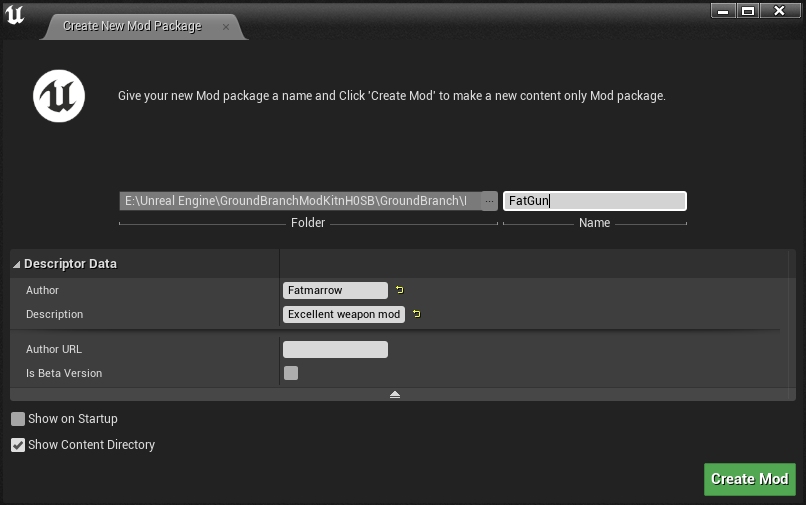 Create New Mod Package
Give your new Mod package a name and Click 'Create Mod' to make a new content only Mod package.
E:\Unreal Engine\GroundBranchModKitnH0SB\GroundBranch\ ... FatGun
Folder Name
Descriptor Data
Author Fatmarrow
Description Excellent weapon mod
Author URL
Is Beta Version
Show on Startup
Show Content Directory
Create Mod